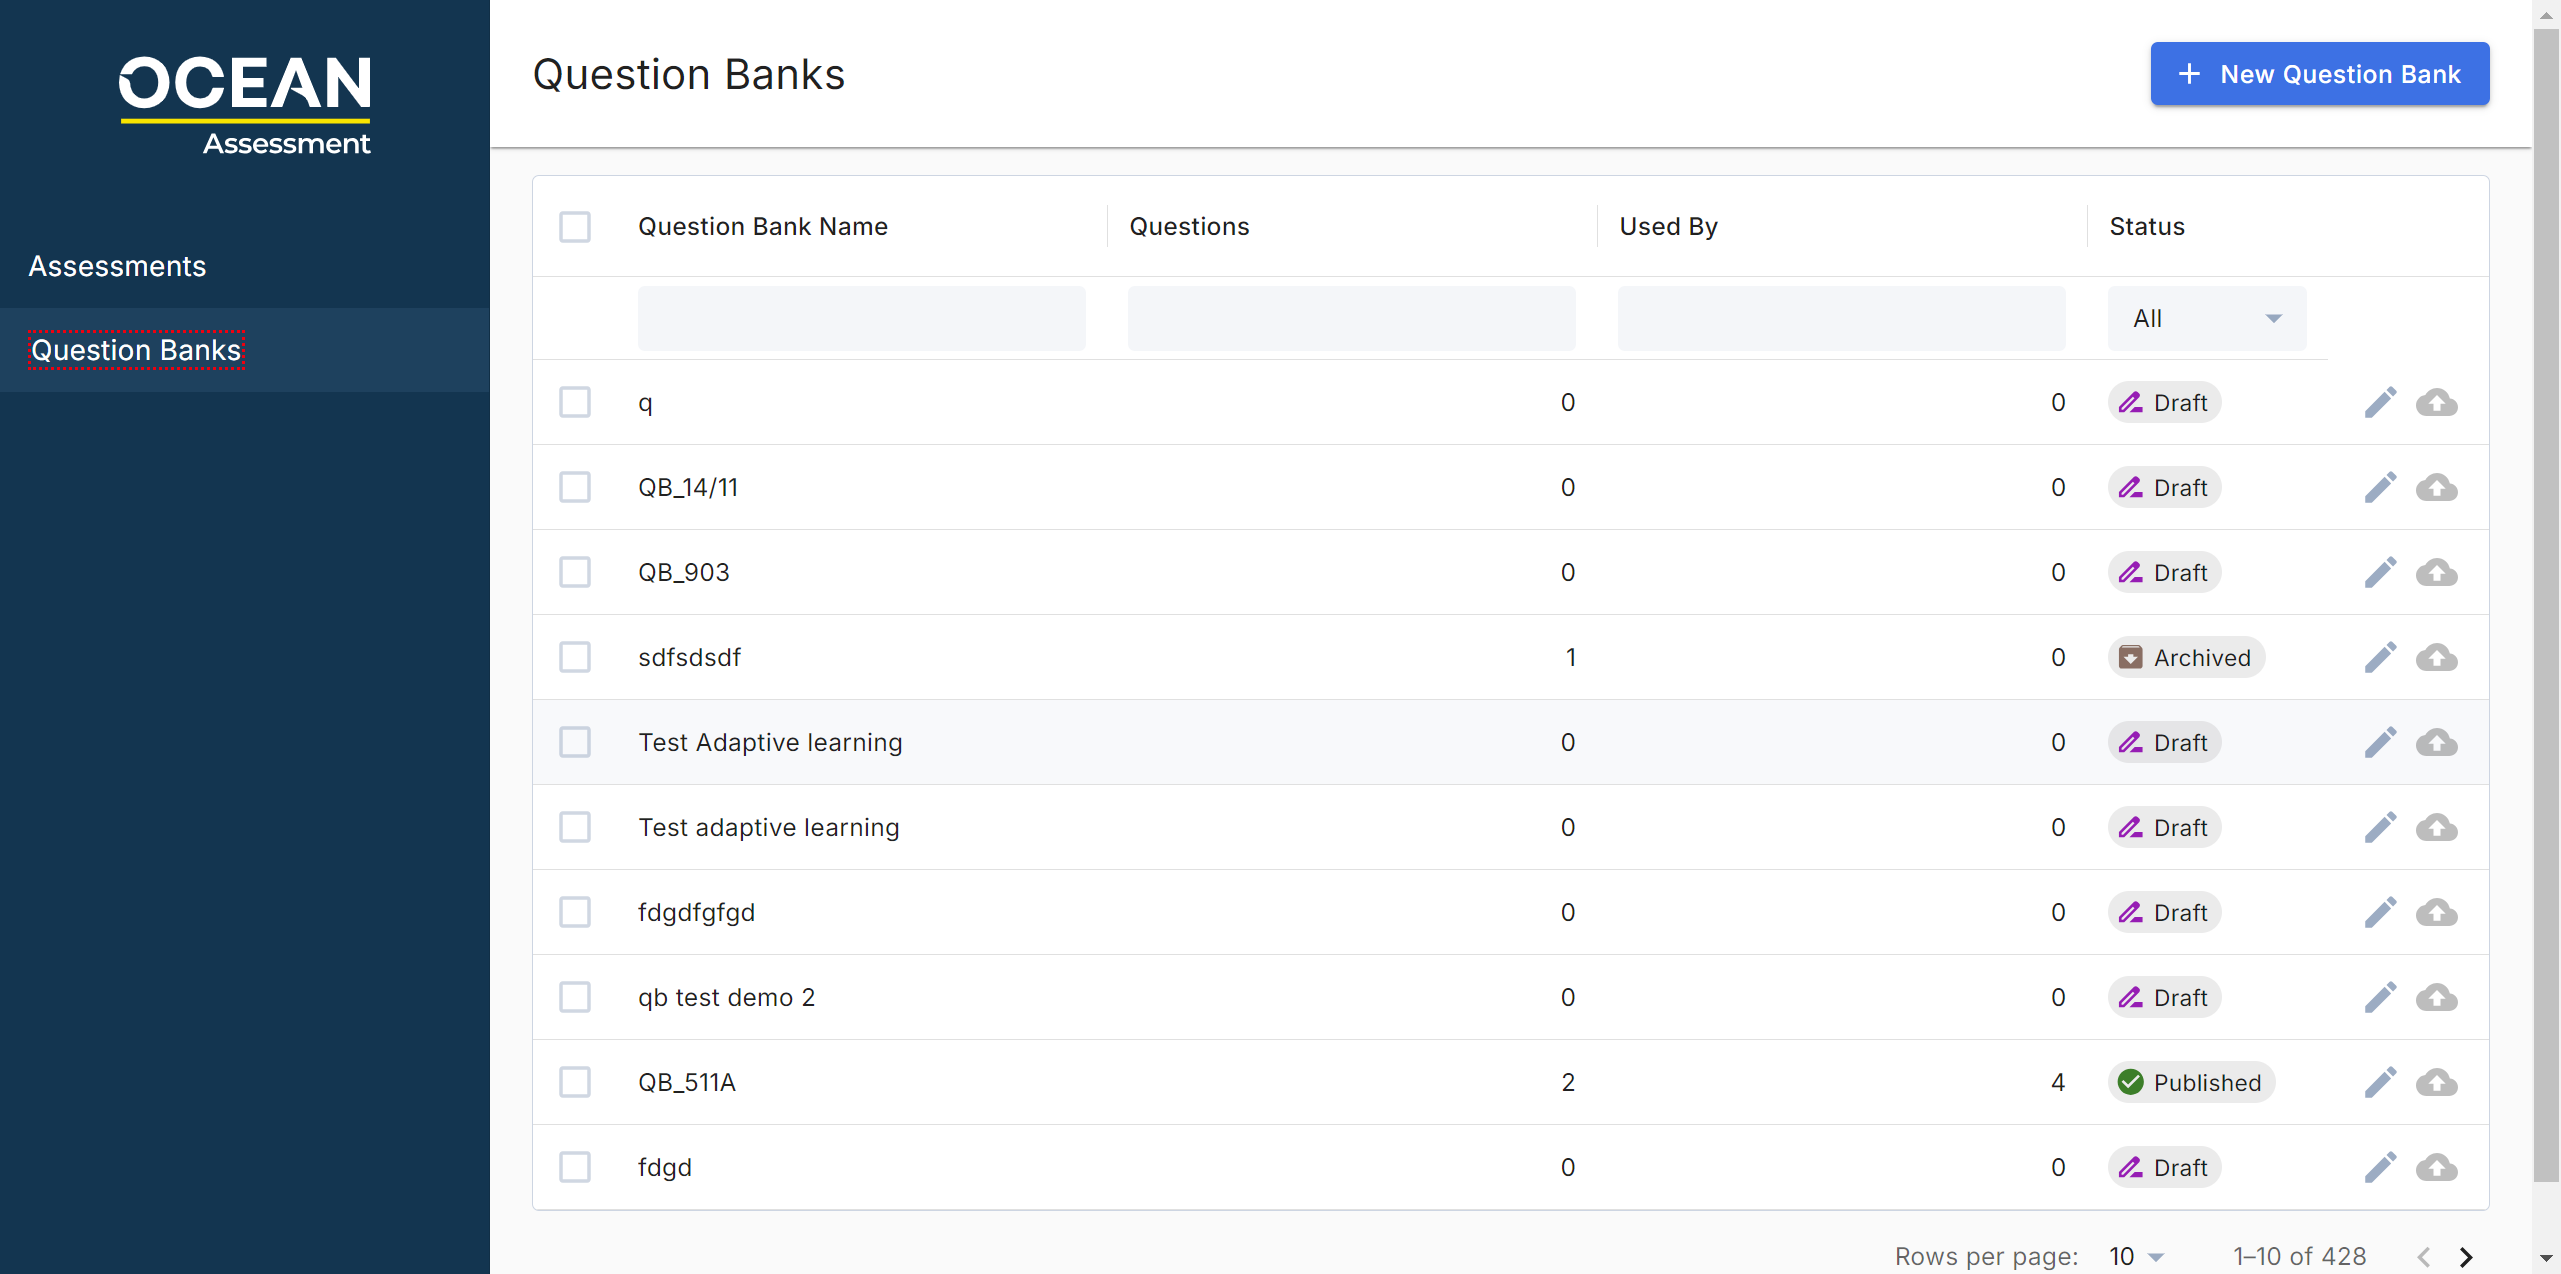 OCEAN
Assessment
Assessments
Question Banks
Question Banks
New Question Bank
Question Bank Name Questions Used By Status
All
q 0 0 Draft
QB_14/11 0 0 Draft
QB_903 0 0 Draft
sdfsdsdf 1 0 Archived
Test Adaptive learning 0 0 Draft
Test adaptive learning 0 0 Draft
fdgdfgfgd 0 0 Draft
qb test demo 2 0 0 Draft
QB_511A 2 4 Published
fdgd 0 0 Draft
Rows per page: 10 1–10 of 428